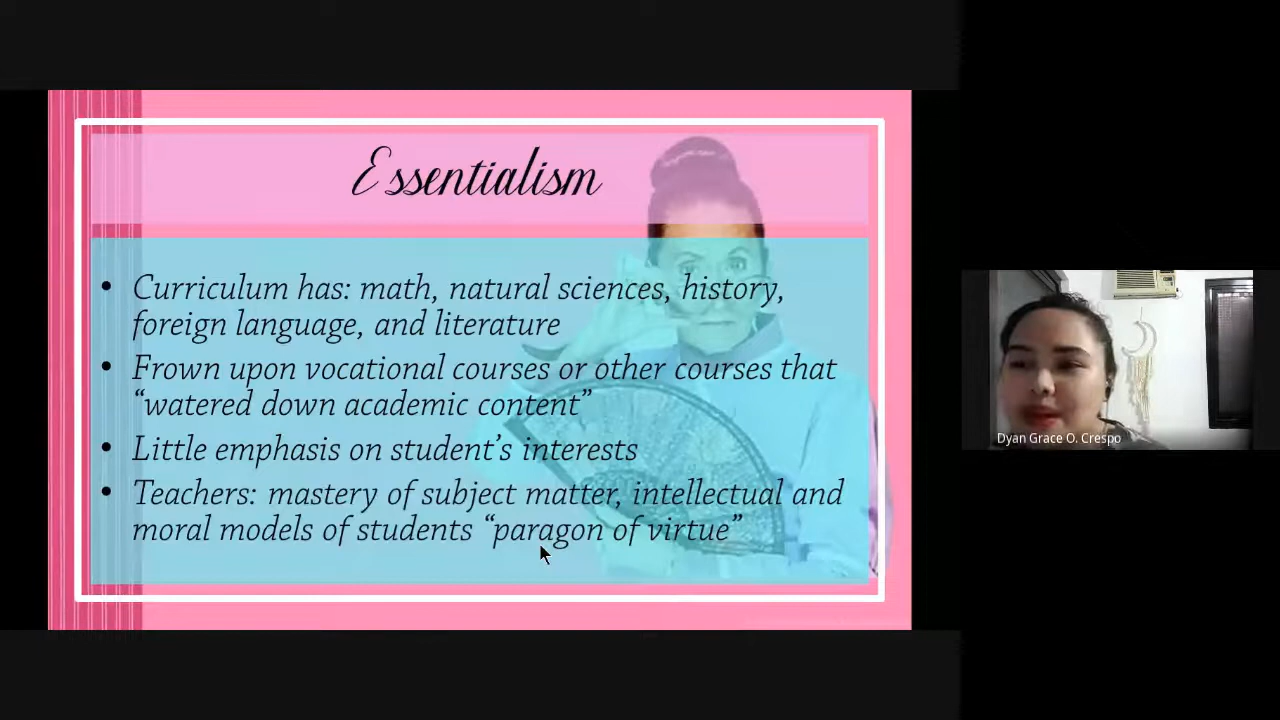 Essentialism
• Curriculum has: math, natural sciences, history,
foreign language, and literature
• Frown upon vocational courses or other courses that
“watered down academic content”
• Little emphasis on student’s interests
• Teachers: mastery of subject matter, intellectual and
moral models of students “paragon of virtue”
Dyan Grace O. Crespo